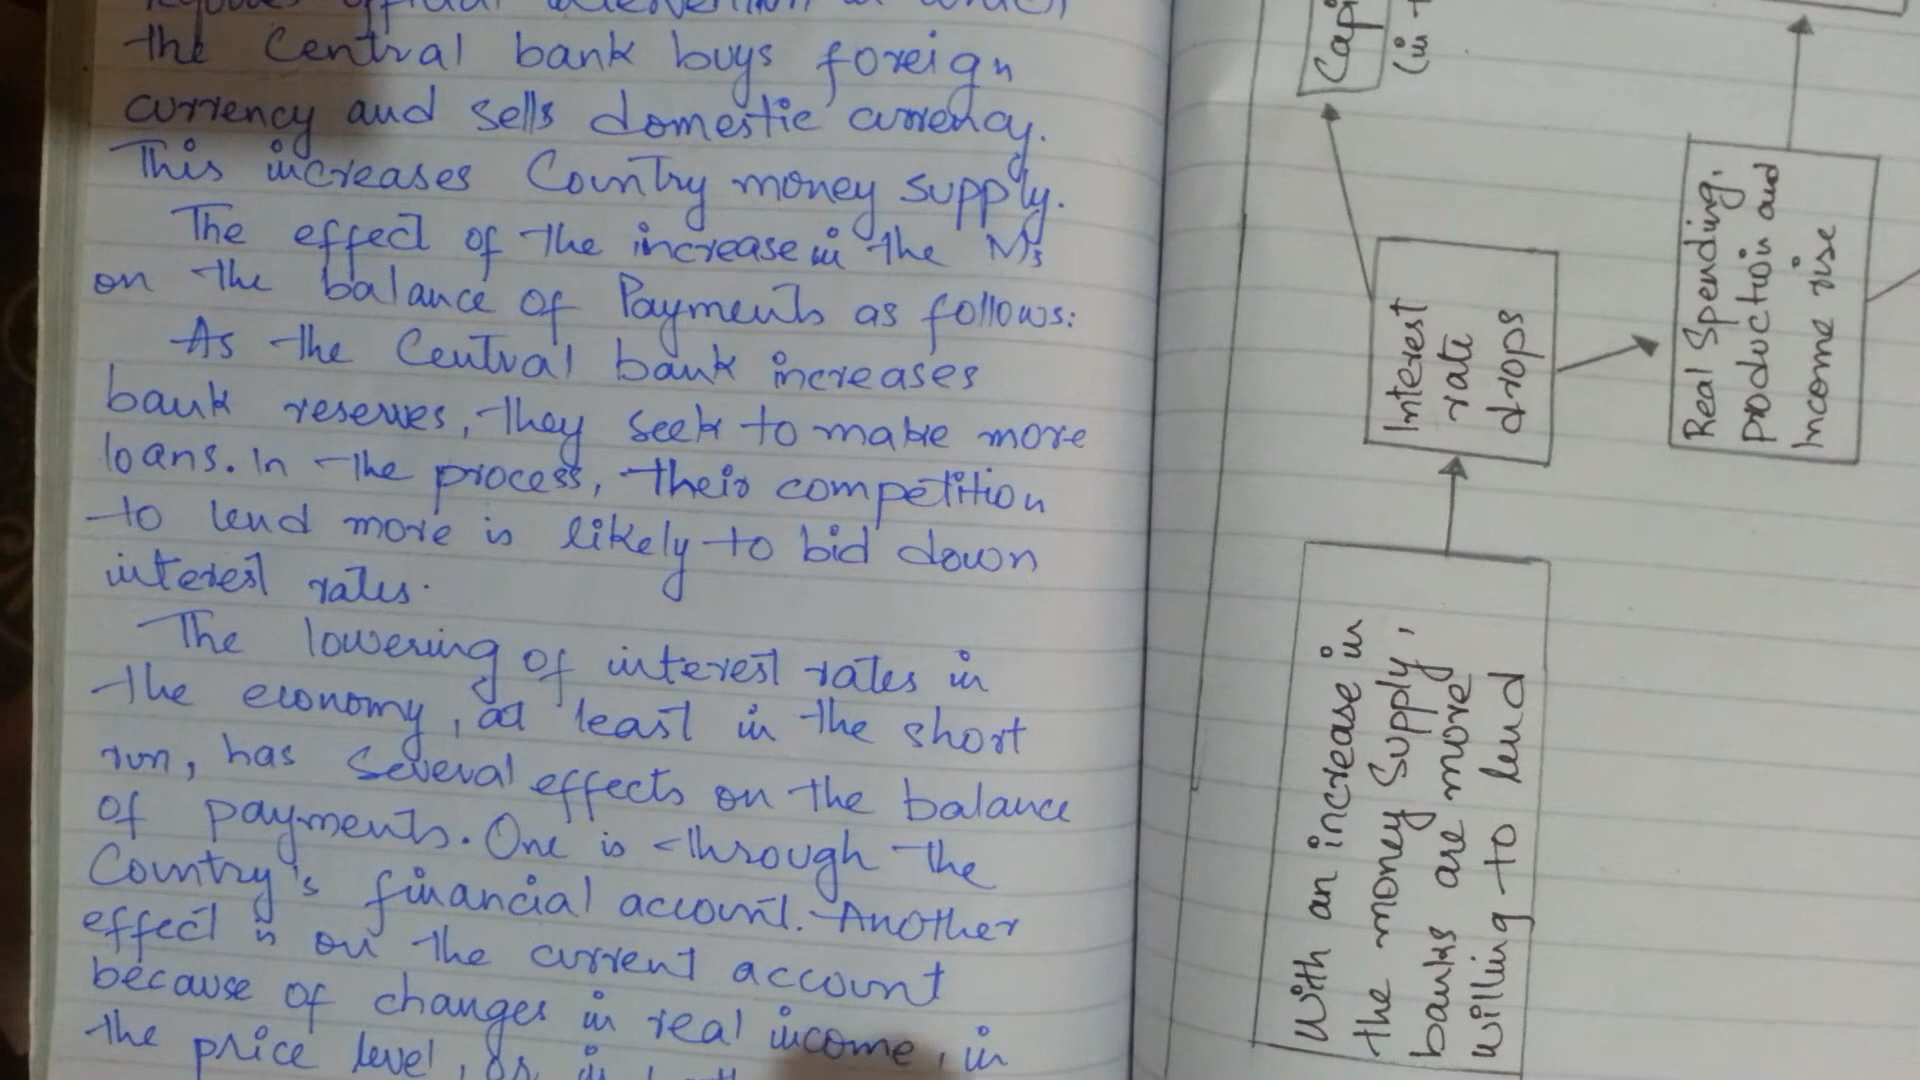 the Central bank buys foreign
currency and sells domestic currency.
This increases Country money supply.
The effect of the increase in the Ms
on the balance of Payments as follows:
As the Central bank increases
bank reserves, they seek to make more
loans. In the process, their competition
to lend more is likely to bid down
interest rates.
The lowering of interest rates in
the economy, at least in the short
run, has several effects on the balance
of payments. One is through the
Country's financial account. Another
effect is on the current account
because of changes in real income, in
the price level, or in
With an increase in
the money supply,
banks are more
willing to lend
Interest
rate
drops
Real Spending,
production and
Income rise
Capi
(in